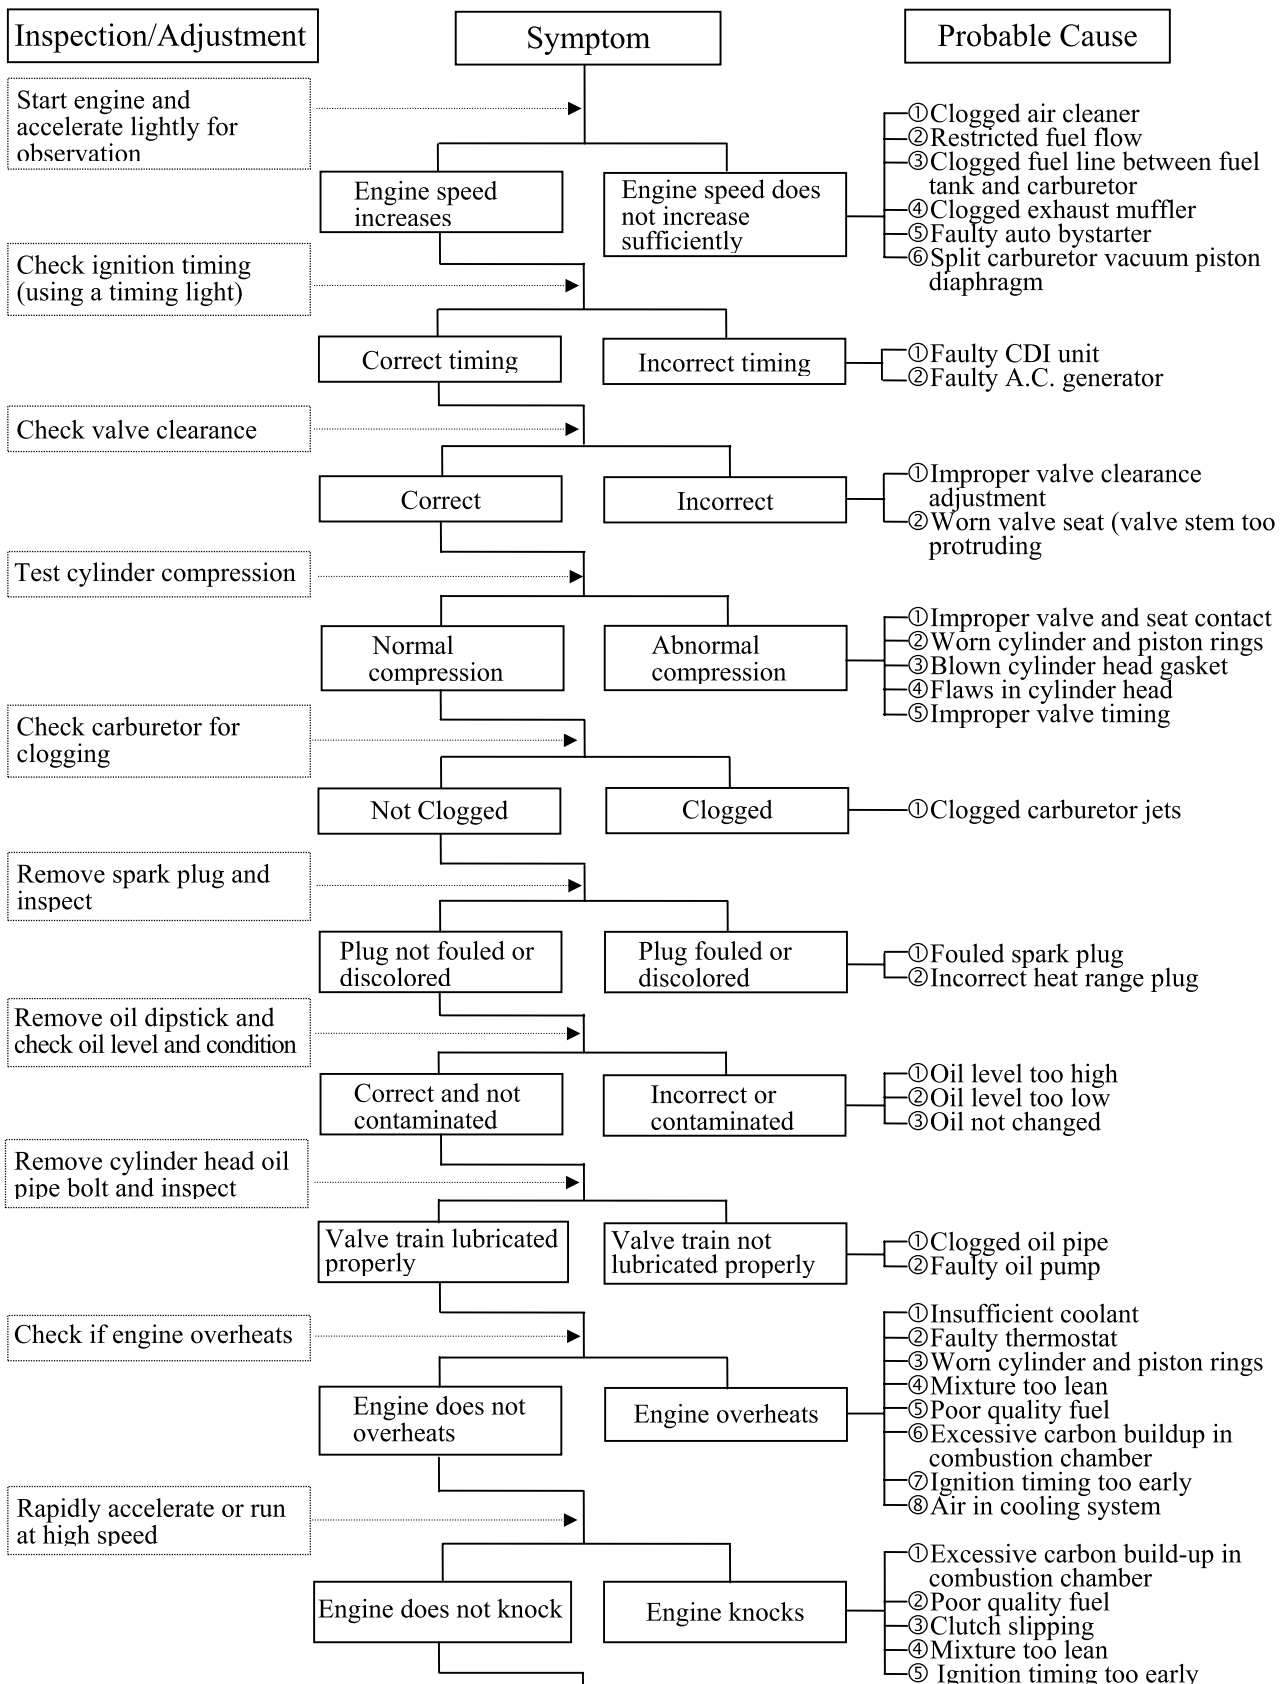 Inspection/Adjustment
Symptom
Probable Cause
Start engine and
accelerate lightly for
observation
Engine speed
increases
Engine speed does
not increase
sufficiently
①Clogged air cleaner
②Restricted fuel flow
③Clogged fuel line between fuel
tank and carburetor
④Clogged exhaust muffler
⑤Faulty auto bystarter
⑥Split carburetor vacuum piston
diaphragm
Check ignition timing
(using a timing light)
Correct timing
Incorrect timing
①Faulty CDI unit
②Faulty A.C. generator
Check valve clearance
Correct
Incorrect
①Improper valve clearance
adjustment
②Worn valve seat (valve stem too
protruding
Test cylinder compression
Normal
compression
Abnormal
compression
①Improper valve and seat contact
②Worn cylinder and piston rings
③Blown cylinder head gasket
④Flaws in cylinder head
⑤Improper valve timing
Check carburetor for
clogging
Not Clogged
Clogged
①Clogged carburetor jets
Remove spark plug and
inspect
Plug not fouled or
discolored
Plug fouled or
discolored
①Fouled spark plug
②Incorrect heat range plug
Remove oil dipstick and
check oil level and condition
Correct and not
contaminated
Incorrect or
contaminated
①Oil level too high
②Oil level too low
③Oil not changed
Remove cylinder head oil
pipe bolt and inspect
Valve train lubricated
properly
Valve train not
lubricated properly
①Clogged oil pipe
②Faulty oil pump
Check if engine overheats
Engine does not
overheats
Engine overheats
①Insufficient coolant
②Faulty thermostat
③Worn cylinder and piston rings
④Mixture too lean
⑤Poor quality fuel
⑥Excessive carbon buildup in
combustion chamber
⑦Ignition timing too early
⑧Air in cooling system
Rapidly accelerate or run
at high speed
Engine does not knock
Engine knocks
①Excessive carbon build-up in
combustion chamber
②Poor quality fuel
③Clutch slipping
④Mixture too lean
⑤ Ignition timing too early